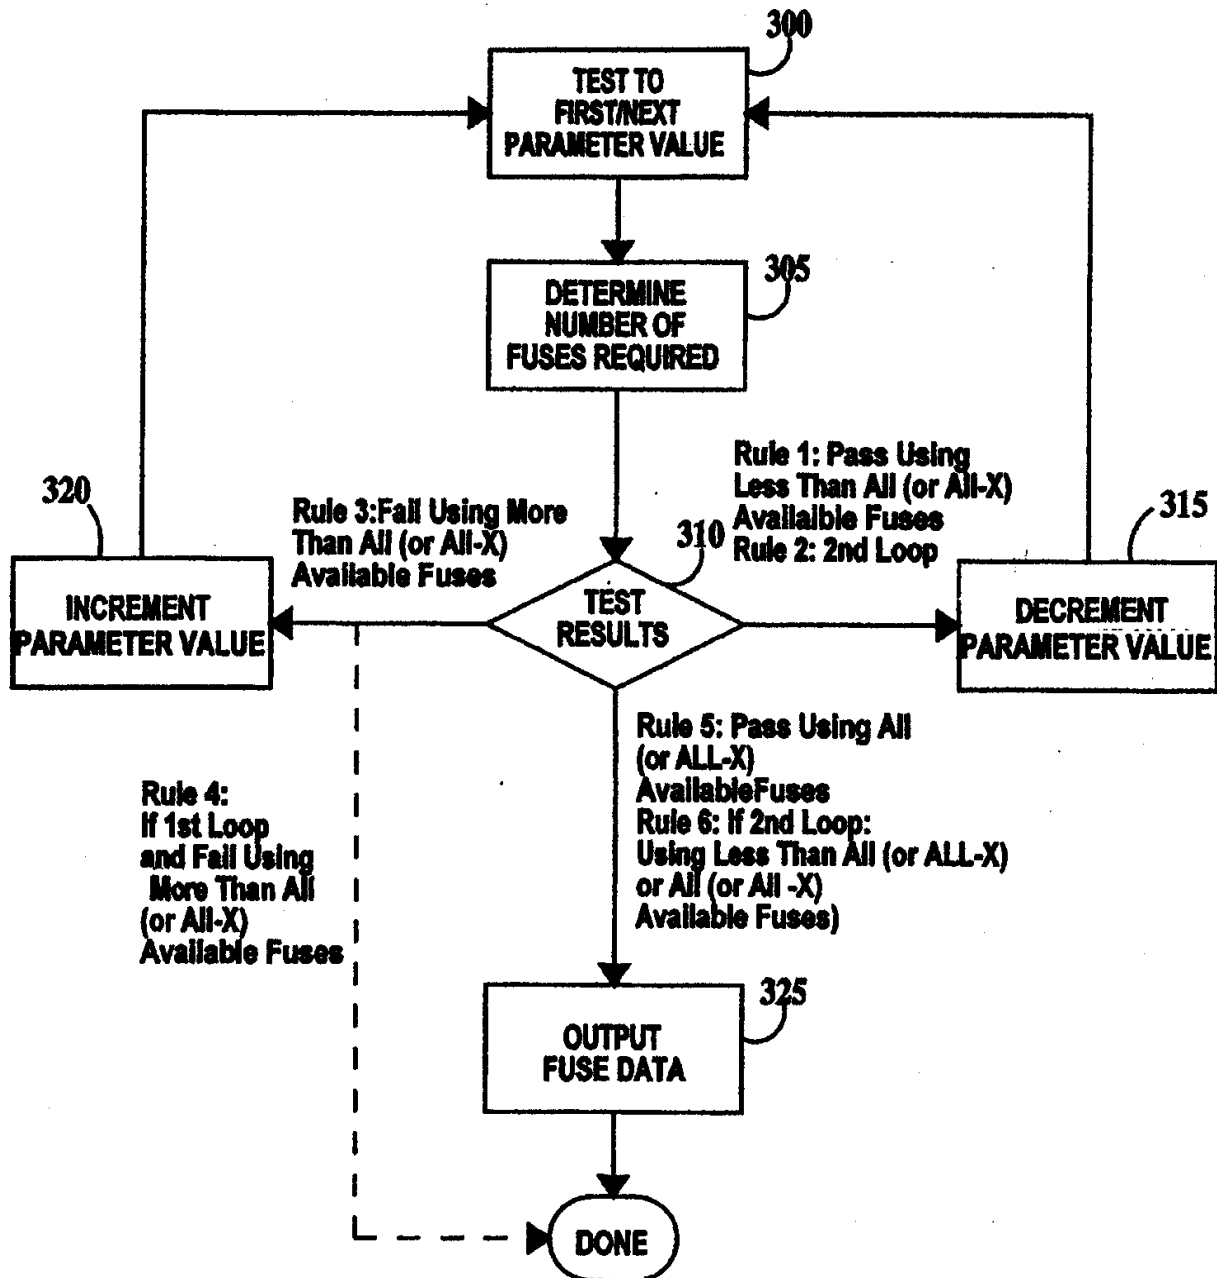 300
TEST TO
FIRST/NEXT
PARAMETER VALUE
305
DETERMINE
NUMBER OF
FUSES REQUIRED
Rule 1: Pass Using
Less Than All (or All-X)
Availaible Fuses
Rule 2: 2nd Loop
315
320
Rule 3:Fail Using More
Than All (or All-X)
Available Fuses
310
INCREMENT
PARAMETER VALUE
TEST
RESULTS
DECREMENT
PARAMETER VALUE
Rule 5: Pass Using All
(or ALL-X)
AvailableFuses
Rule 6: If 2nd Loop:
Using Less Than All (or ALL-X)
or All (or All -X)
Available Fuses)
Rule 4:
If 1st Loop
and Fail Using
More Than All
(or All-X)
Available Fuses
325
OUTPUT
FUSE DATA
DONE